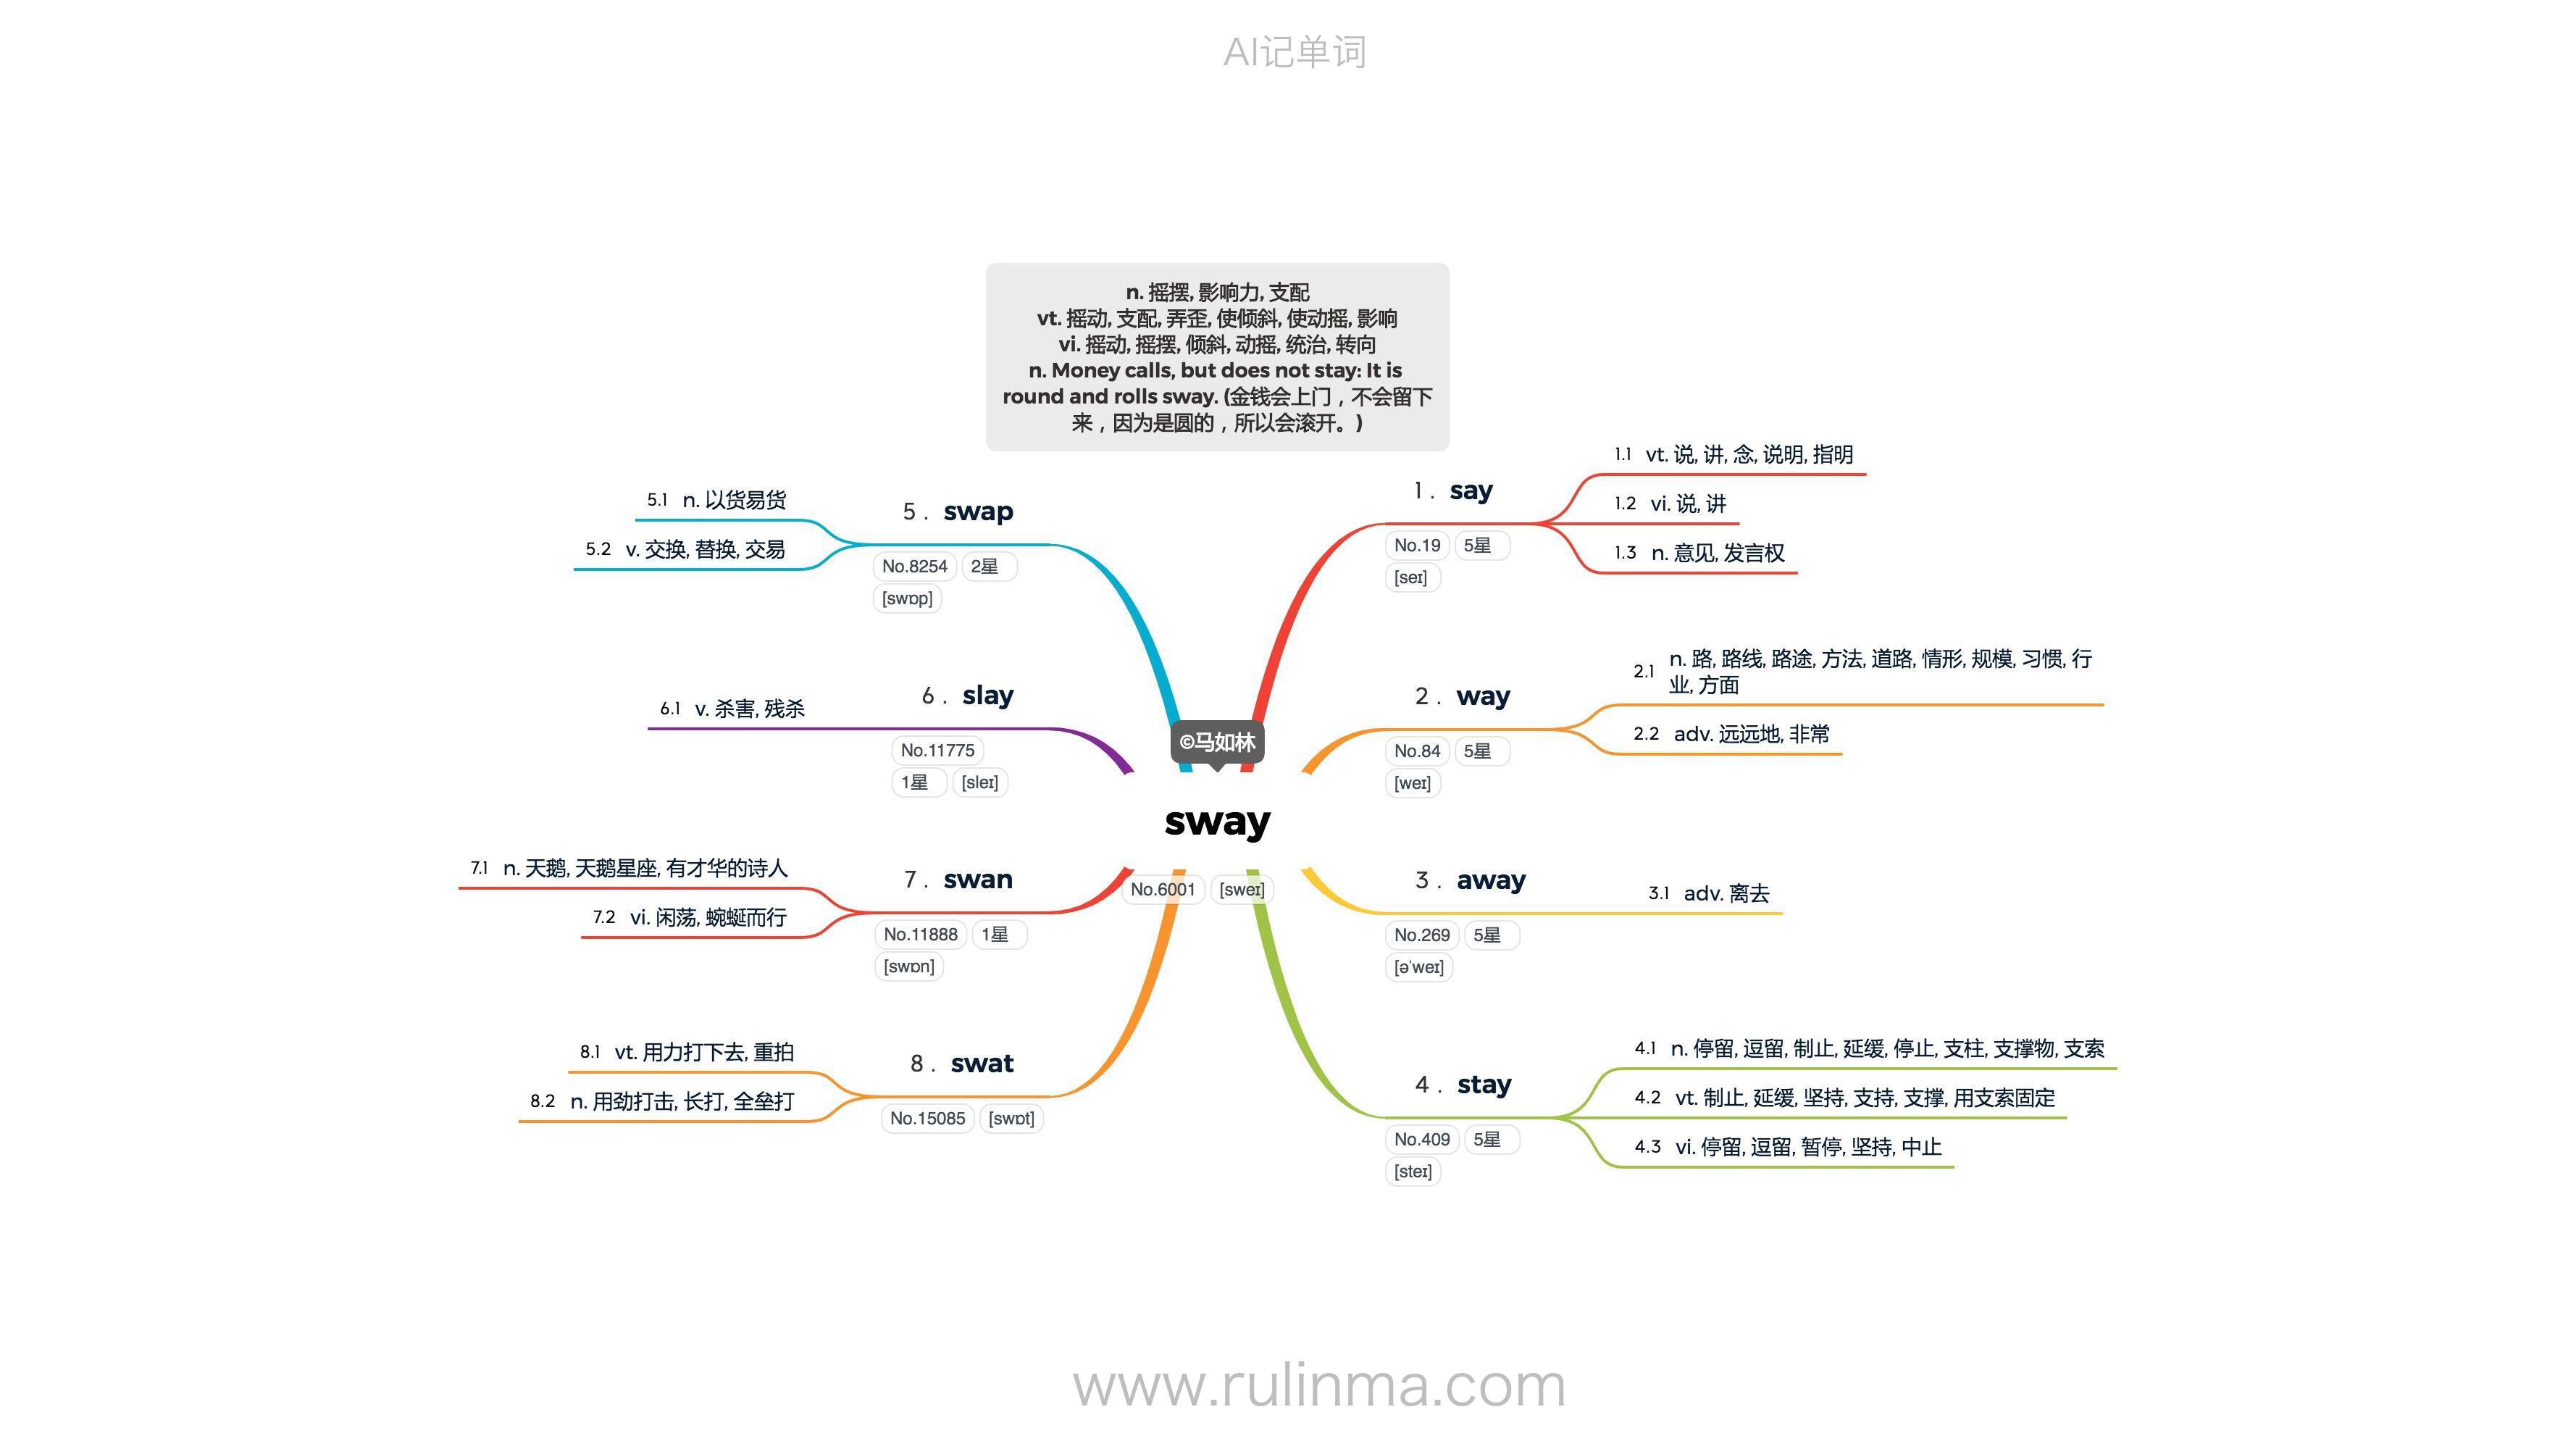 AI记单词
n. 摇摆, 影响力, 支配
vt. 摇动, 支配, 弄歪, 使倾斜, 使动摇, 影响
vi. 摇动, 摇摆, 倾斜, 动摇, 统治, 转向
n. Money calls, but does not stay: It is
round and rolls sway. (金钱会上门，不会留下
来，因为是圆的，所以会滚开。)
©马如林
sway
No.6001 [sweɪ]
1. say
No.19 5星
[seɪ]
1.1 vt. 说, 讲, 念, 说明, 指明
1.2 vi. 说, 讲
1.3 n. 意见, 发言权
2. way
No.84 5星
[weɪ]
2.1 n. 路, 路线, 路途, 方法, 道路, 情形, 规模, 习惯, 行
业, 方面
2.2 adv. 远远地, 非常
3. away
No.269 5星
[əˈweɪ]
3.1 adv. 离去
4. stay
No.409 5星
[steɪ]
4.1 n. 停留, 逗留, 制止, 延缓, 停止, 支柱, 支撑物, 支索
4.2 vt. 制止, 延缓, 坚持, 支持, 支撑, 用支索固定
4.3 vi. 停留, 逗留, 暂停, 坚持, 中止
5. swap
No.8254 2星
[swɒp]
5.1 n. 以货易货
5.2 v. 交换, 替换, 交易
6. slay
No.11775
1星 [sleɪ]
6.1 v. 杀害, 残杀
7. swan
No.11888 1星
[swɒn]
7.1 n. 天鹅, 天鹅星座, 有才华的诗人
7.2 vi. 闲荡, 蜿蜒而行
8. swat
No.15085 [swɒt]
8.1 vt. 用力打下去, 重拍
8.2 n. 用劲打击, 长打, 全垒打
www.rulinma.com